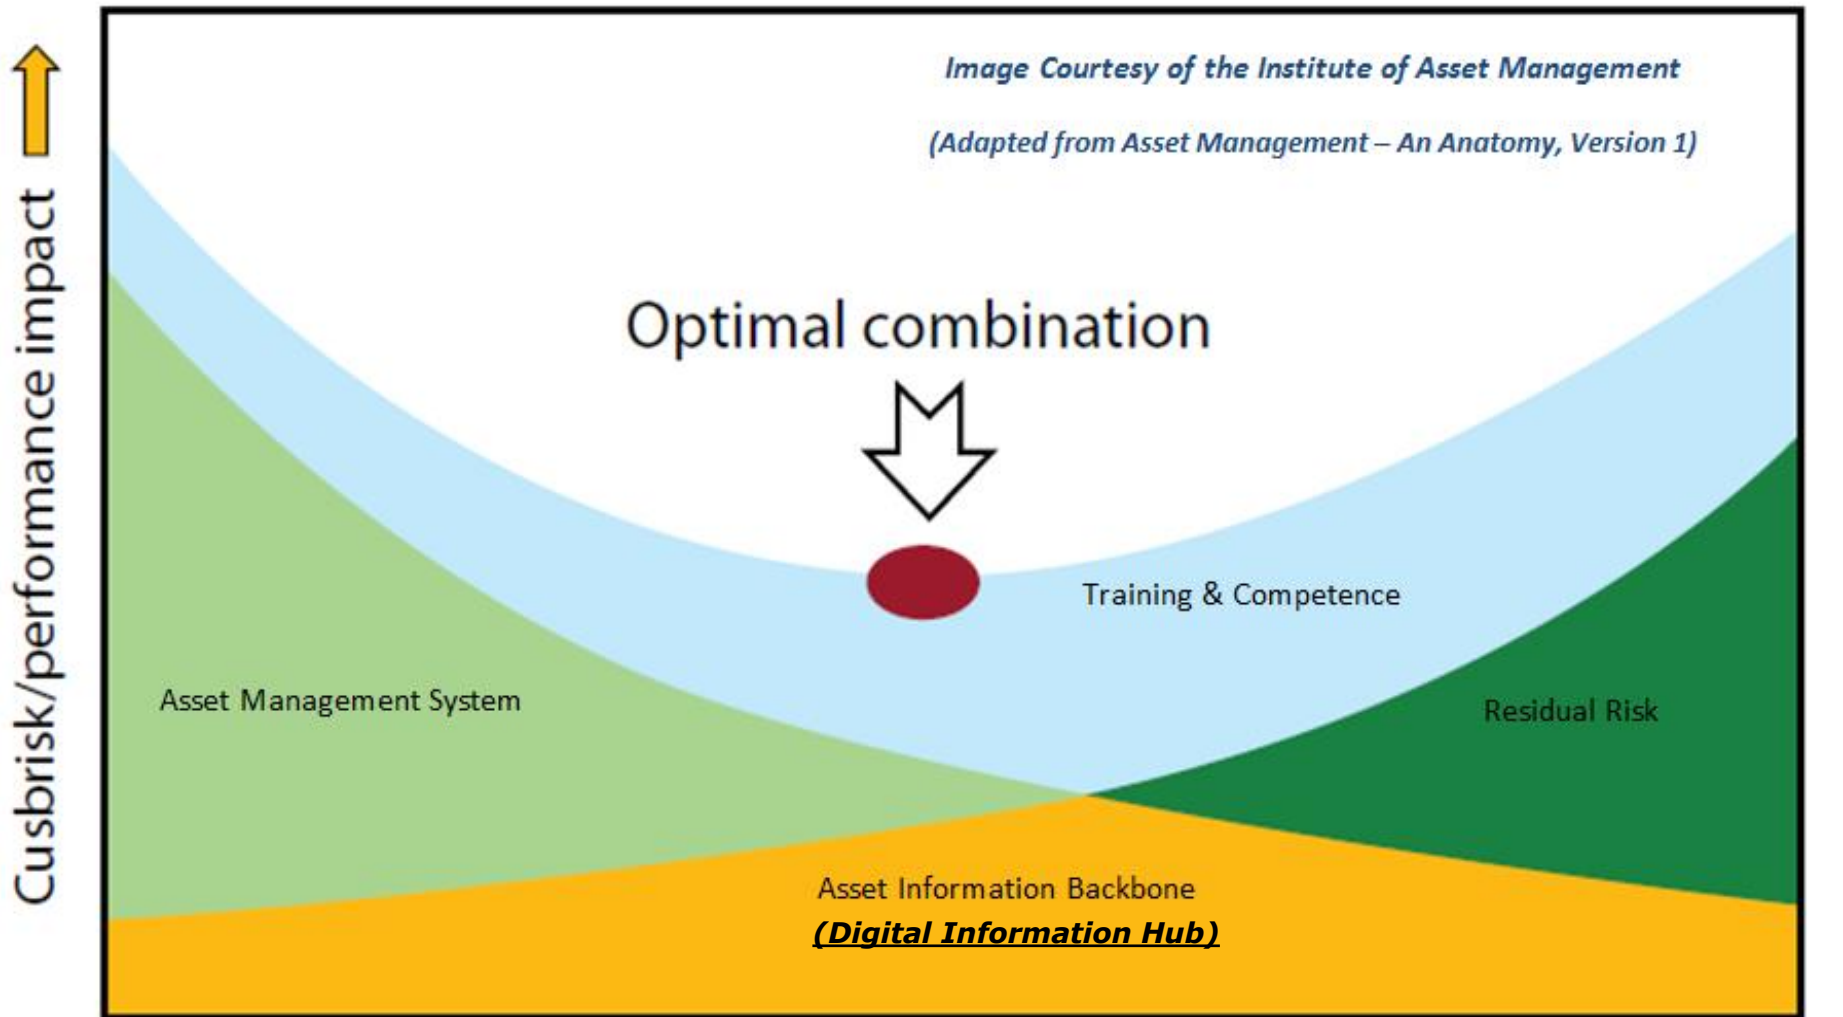 Image Courtesy of the Institute of Asset Management
(Adapted from Asset Management – An Anatomy, Version 1)
Cusbrisk/performance impact
Optimal combination
Training & Competence
Asset Management System
Residual Risk
Asset Information Backbone
(Digital Information Hub)